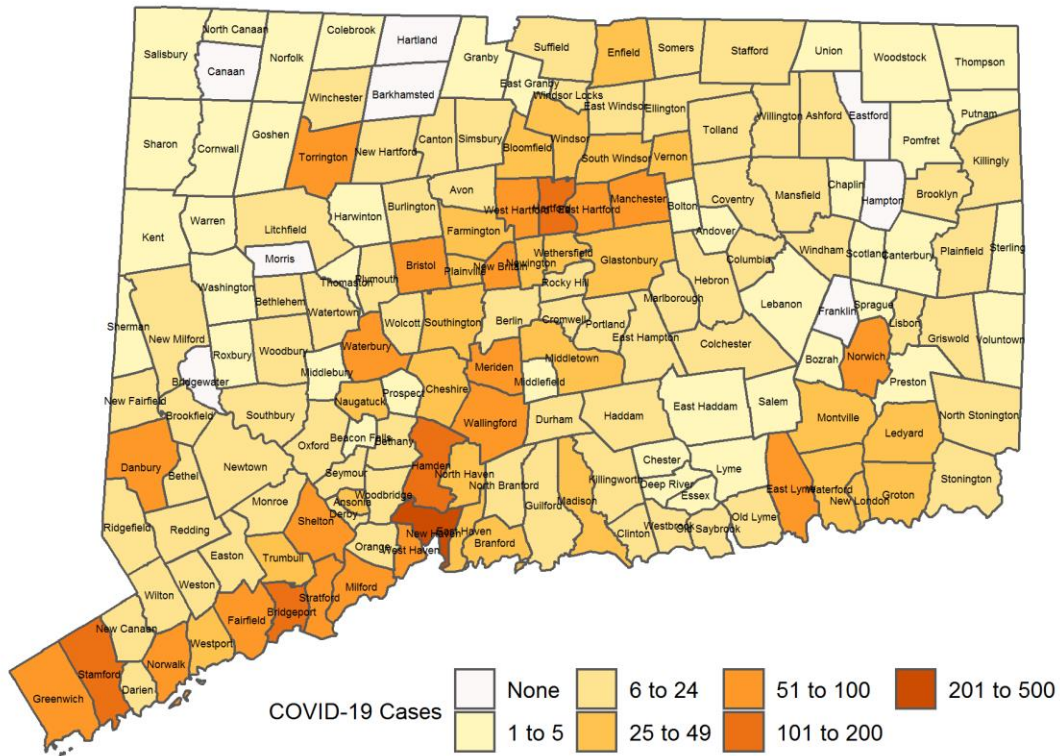 North Canaan
Colebrook
Hartland
Salisbury
Norfolk
Canaan
Granby
Suffield
Enfield
Somers
Stafford
Union
Woodstock
Thompson
East Granby
Windsor Locks
Winchester
Barkhamsted
East Windsor
Ellington
Willington
Ashford
Eastford
Pomfret
Putnam
Sharon
Cornwall
Goshen
Torrington
New Hartford
Canton
Simsbury
Bloomfield
Windsor
South Windsor
Vernon
Tolland
Killingly
Avon
West Hartford
Hartford
East Hartford
Manchester
Bolton
Coventry
Mansfield
Chaplin
Hampton
Brooklyn
Kent
Warren
Litchfield
Harwinton
Burlington
Farmington
Andover
Morris
Bristol
Plainville
New Britain
Newington
Wethersfield
Glastonbury
Columbia
Windham
Scotland
Canterbury
Plainfield
Sterling
Washington
Bethlehem
Thomaston
Plymouth
Rocky Hill
Hebron
Marlborough
Lebanon
Franklin
Sprague
Lisbon
Sherman
New Milford
Watertown
Wolcott
Southington
Berlin
Cromwell
Portland
East Hampton
Colchester
Griswold
Voluntown
Roxbury
Woodbury
Waterbury
Middletown
Bozrah
Norwich
Bridgewater
Middlebury
Meriden
Middlefield
Preston
New Fairfield
Brookfield
Southbury
Naugatuck
Prospect
Cheshire
Wallingford
Durham
Haddam
East Haddam
Salem
Montville
Ledyard
North Stonington
Danbury
Bethel
Newtown
Oxford
Beacon Falls
Bethany
Hamden
North Haven
North Branford
Killingworth
Chester
Deep River
Essex
Lyme
Seymour
Woodbridge
Ansonia
Derby
Monroe
Shelton
Guilford
Madison
East Lyme
Waterford
New London
Groton
Stonington
Ridgefield
Redding
New Haven
East Haven
Branford
Clinton
Westbrook
Old Saybrook
Old Lyme
Easton
Trumbull
Orange
West Haven
Weston
Wilton
Stratford
Milford
Fairfield
Bridgeport
New Canaan
Westport
Norwalk
Stamford
Greenwich
Darien
COVID-19 Cases
None
6 to 24
51 to 100
201 to 500
1 to 5
25 to 49
101 to 200